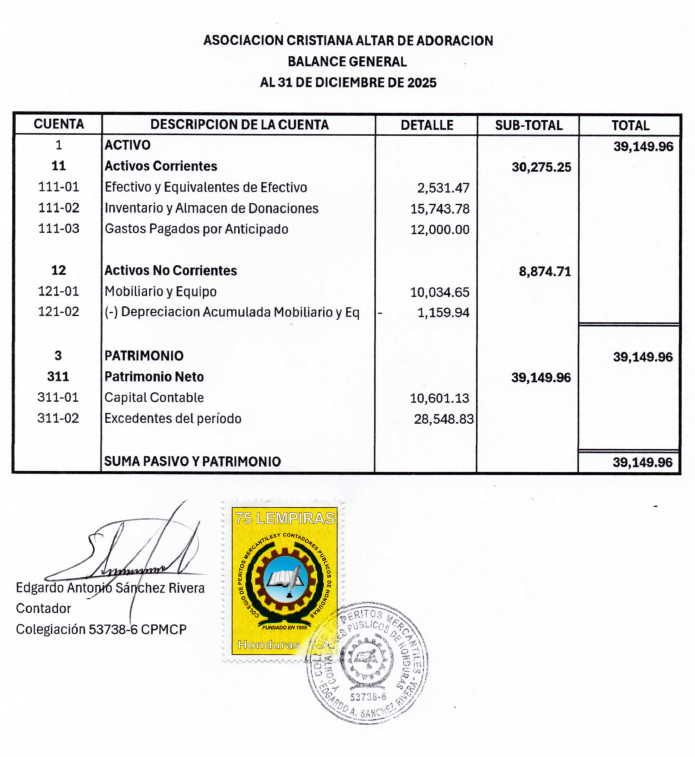 ASOCIACION CRISTIANA ALTAR DE ADORACION
BALANCE GENERAL
AL 31 DE DICIEMBRE DE 2025
CUENTA DESCRIPCION DE LA CUENTA DETALLE SUB-TOTAL TOTAL
1 ACTIVO 39,149.96
11 Activos Corrientes 30,275.25
111-01 Efectivo y Equivalentes de Efectivo 2,531.47
111-02 Inventario y Almacen de Donaciones 15,743.78
111-03 Gastos Pagados por Anticipado 12,000.00
12 Activos No Corrientes 8,874.71
121-01 Mobiliario y Equipo 10,034.65
121-02 (-) Depreciacion Acumulada Mobiliario y Eq - 1,159.94
3 PATRIMONIO 39,149.96
311 Patrimonio Neto 39,149.96
311-01 Capital Contable 10,601.13
311-02 Excedentes del período 28,548.83
SUMA PASIVO Y PATRIMONIO 39,149.96
Edgardo Antonio Sánchez Rivera
Contador
Colegiación 53738-6 CPMCP
75 LEMPIRAS
COLEGIO DE PERITOS MERCANTILES Y CONTADORES PUBLICOS DE HONDURAS
Honduras
PERITOS MERCANTILES
Y CONTADORES PUBLICOS DE HONDURAS
53738-6
EDGARDO A. SANCHEZ RIVERA